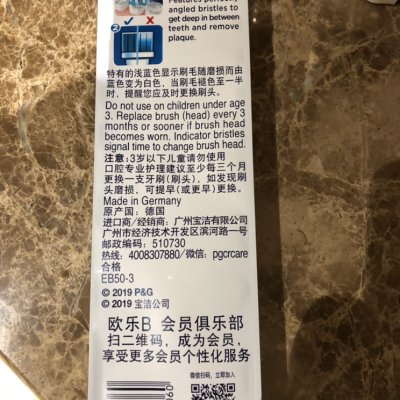 Features perfectly
angled bristles to
get deep in between
teeth and remove
plaque.
2
特有的浅蓝色显示刷毛随磨损而由
蓝色变为白色，当刷毛褪色至一半
时，提醒您应及时更换刷头。
Do not use on children under age
3. Replace brush (head) every 3
months or sooner if brush head
becomes worn. Indicator bristles
signal time to change brush head.
注意：3岁以下儿童请勿使用
口腔专业护理建议至少每三个月
更换一支牙刷(刷头)，如发现刷
头磨损，可提早(或更早)更换。
Made in Germany
原产国：德国
进口商/经销商：广州宝洁有限公司
广州市经济技术开发区滨河路一号
邮政编码：510730
热线：4008307880/微信：pgcrcare
合格
EB50-3
© 2019 P&G
© 2019 宝洁公司
欧乐B 会员俱乐部
扫二维码，成为会员，
享受更多会员个性化服务
微信扫码，立即加入